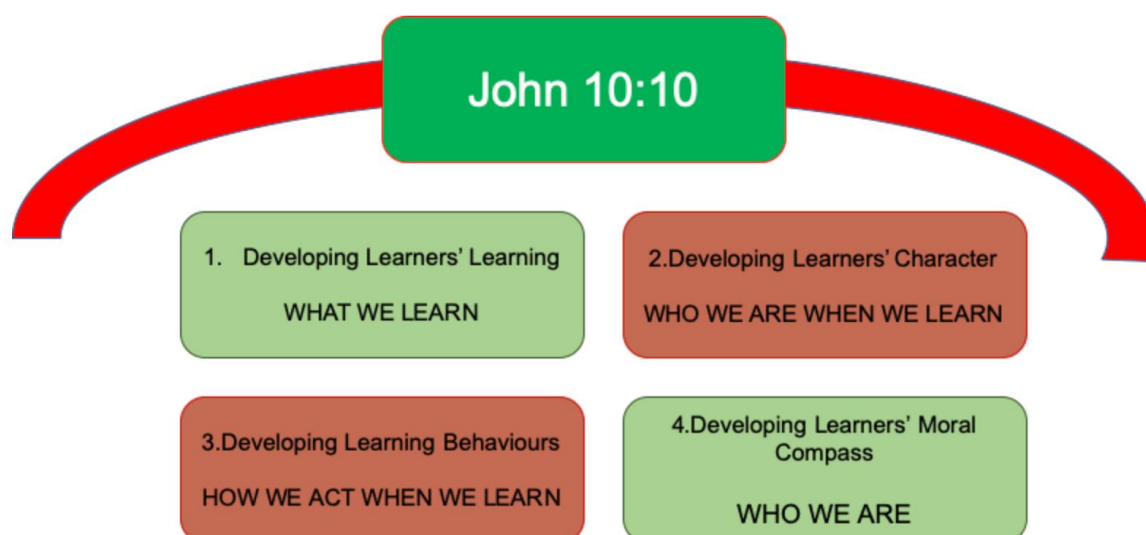 John 10:10
1. Developing Learners' Learning
WHAT WE LEARN
2.Developing Learners' Character
WHO WE ARE WHEN WE LEARN
3.Developing Learning Behaviours
HOW WE ACT WHEN WE LEARN
4.Developing Learners' Moral
Compass
WHO WE ARE